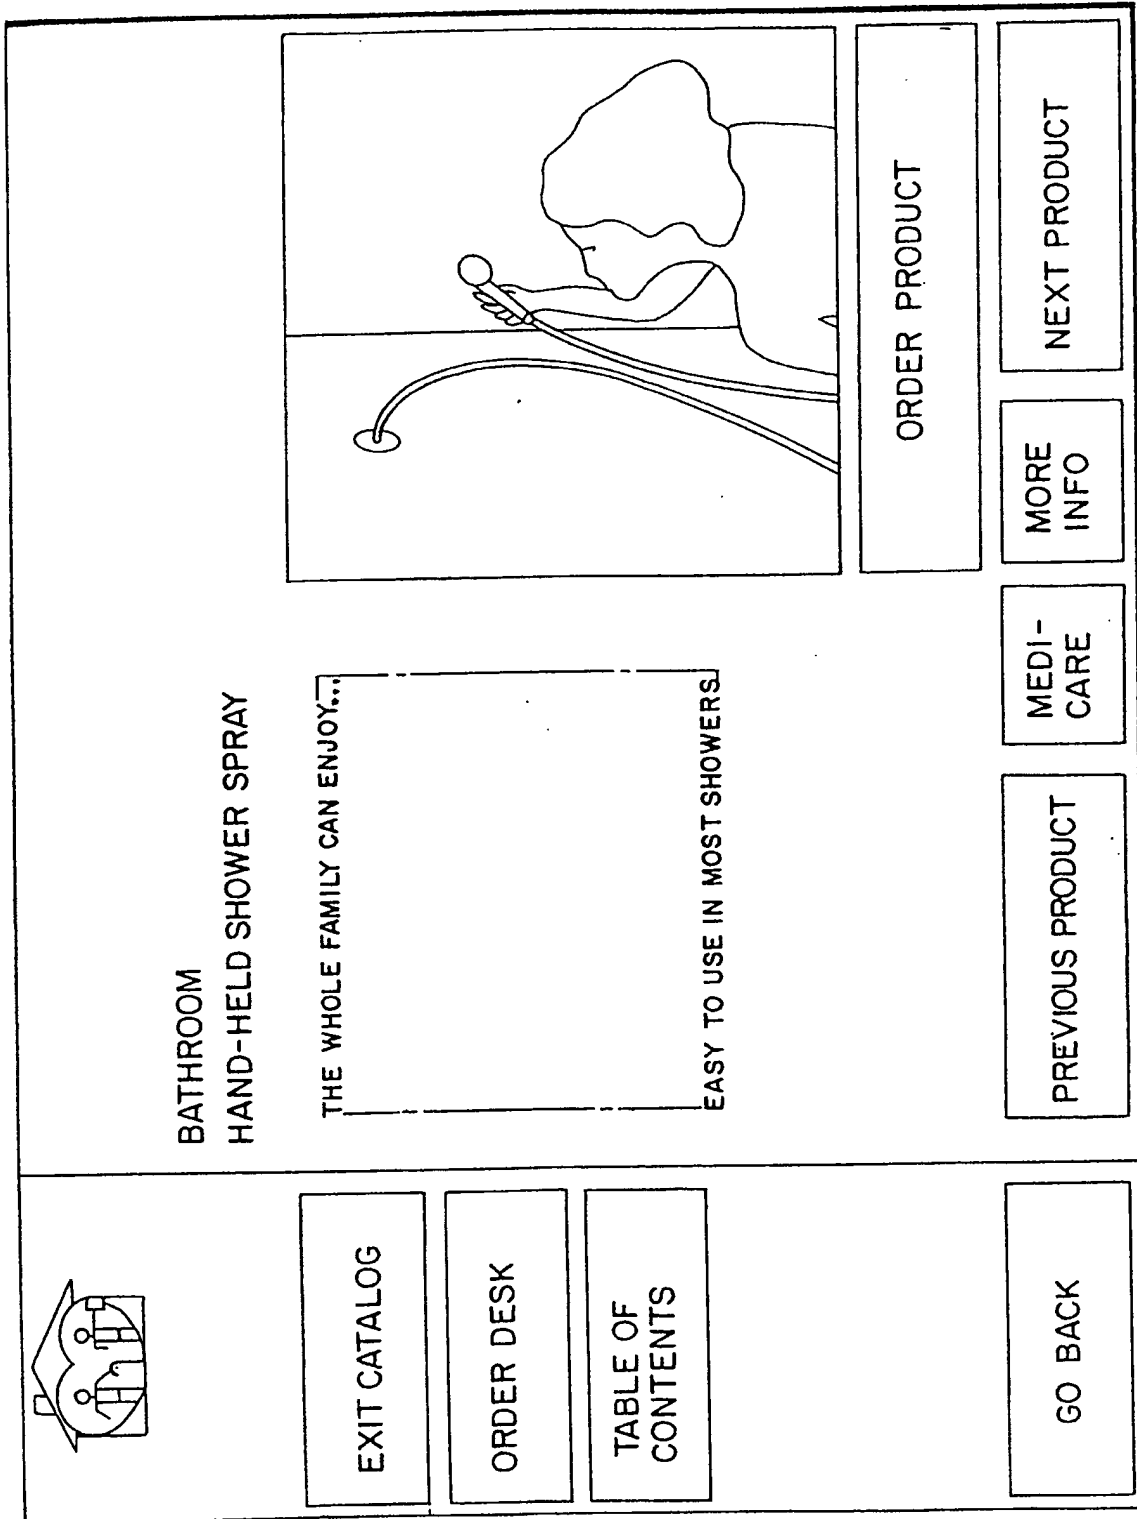 BATHROOM
HAND-HELD SHOWER SPRAY
THE WHOLE FAMILY CAN ENJOY...
EASY TO USE IN MOST SHOWERS
EXIT CATALOG
ORDER DESK
TABLE OF
CONTENTS
ORDER PRODUCT
GO BACK
PREVIOUS PRODUCT
MEDI-
CARE
MORE
INFO
NEXT PRODUCT